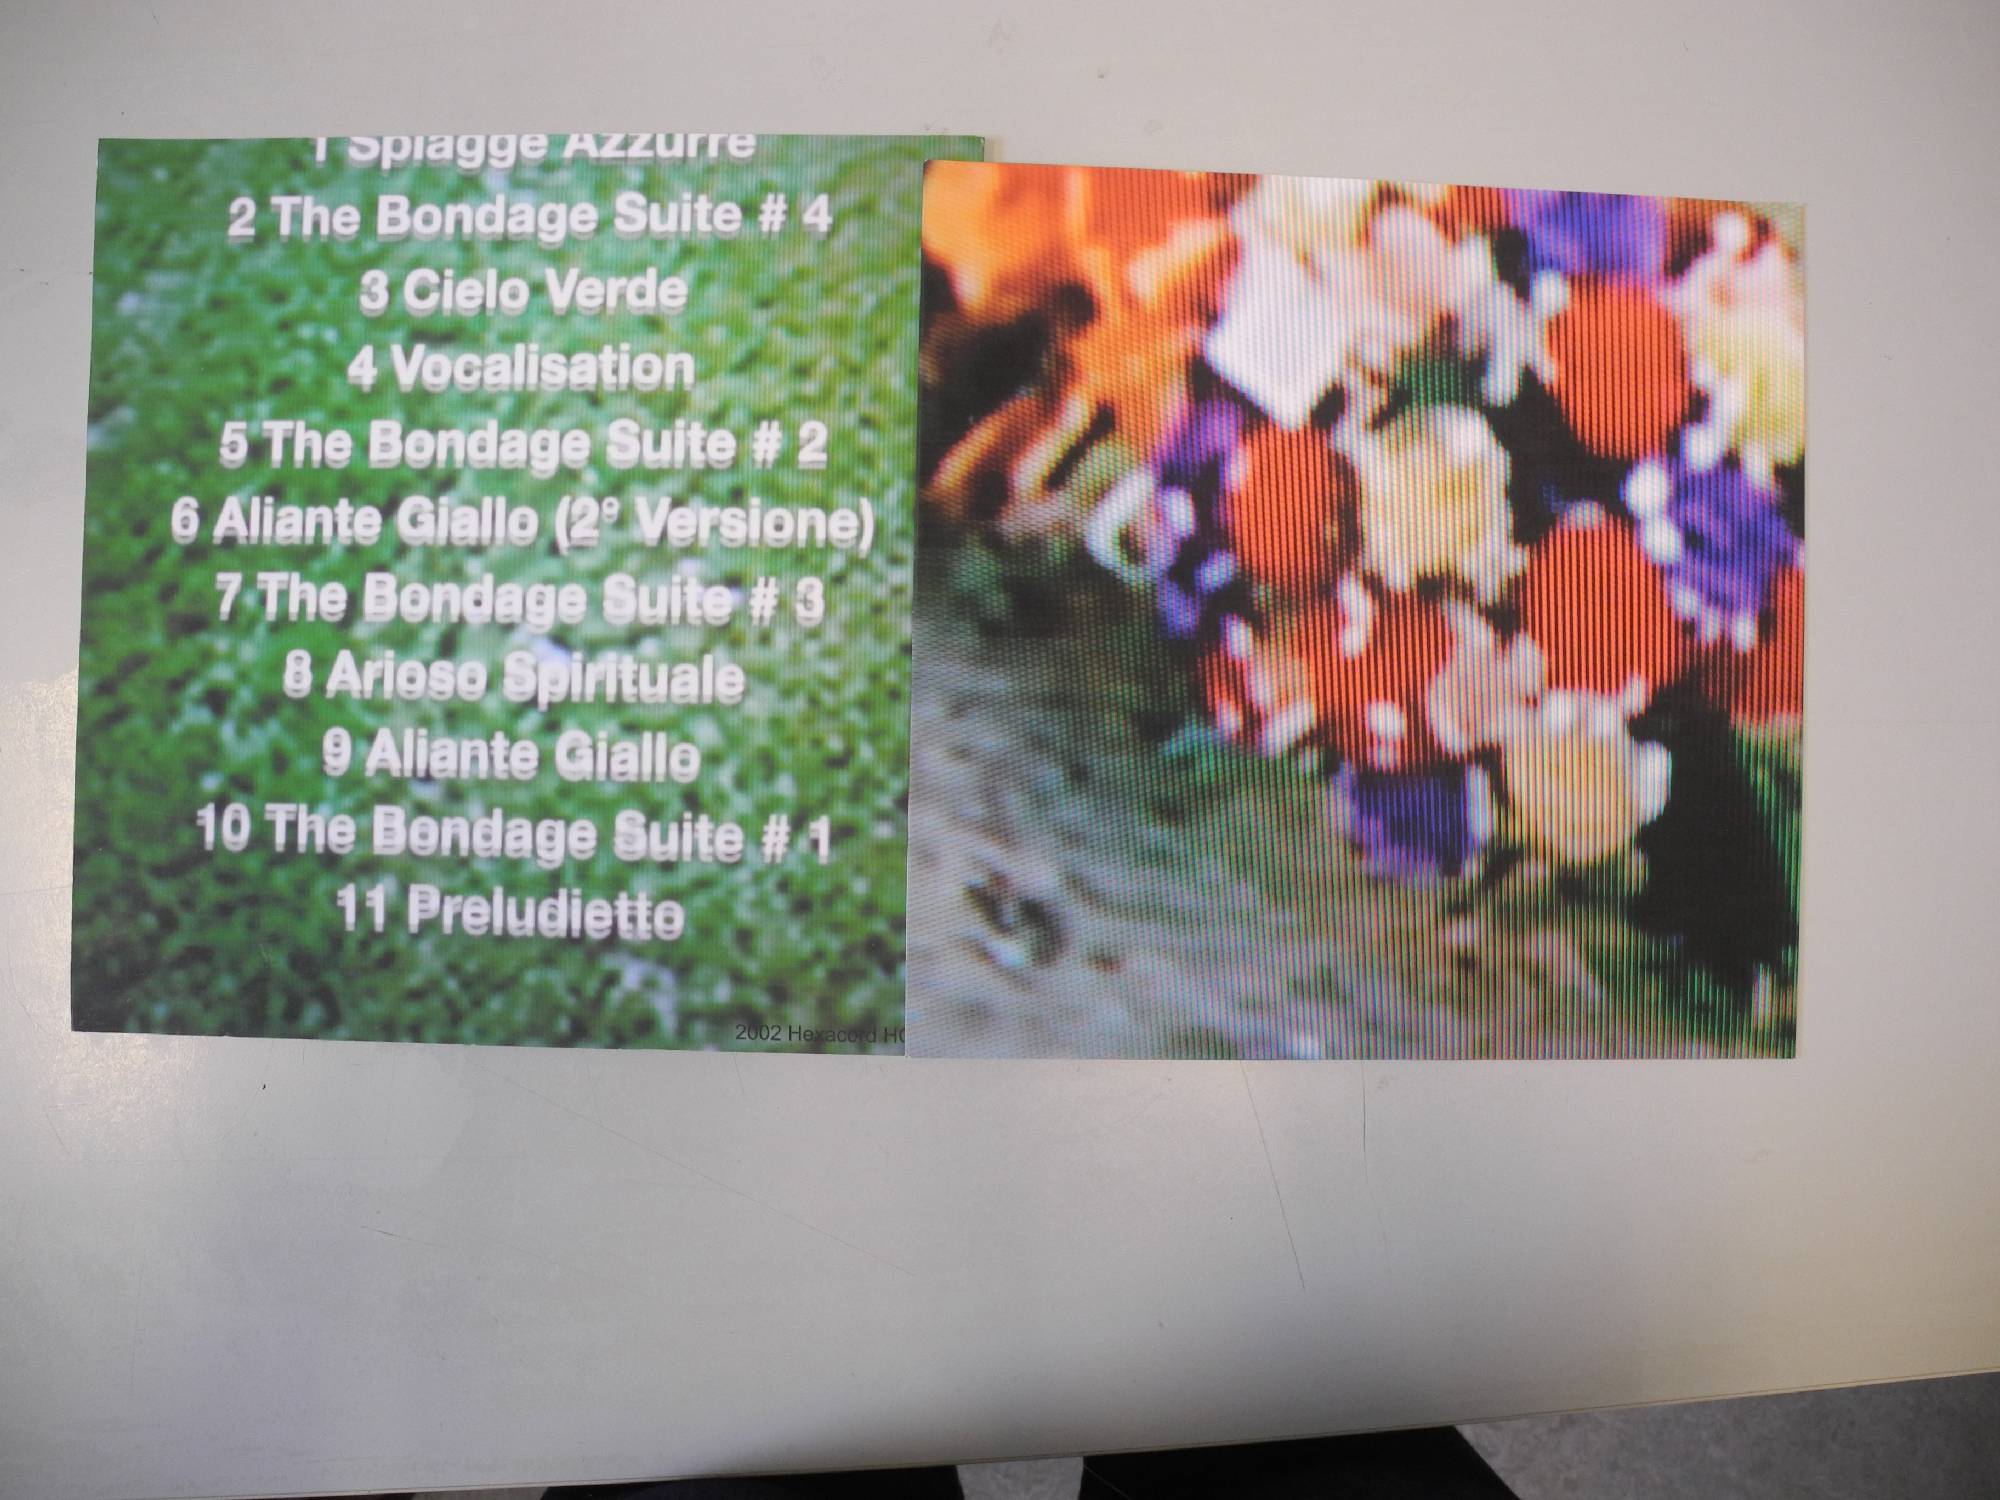 1 Spiagge Azzurre
2 The Bondage Suite # 4
3 Cielo Verde
4 Vocalisation
5 The Bondage Suite # 2
6 Aliante Giallo (2° Versione)
7 The Bondage Suite # 3
8 Arioso Spirituale
9 Aliante Giallo
10 The Bondage Suite # 1
11 Preludietto
2002 Hexacord HC